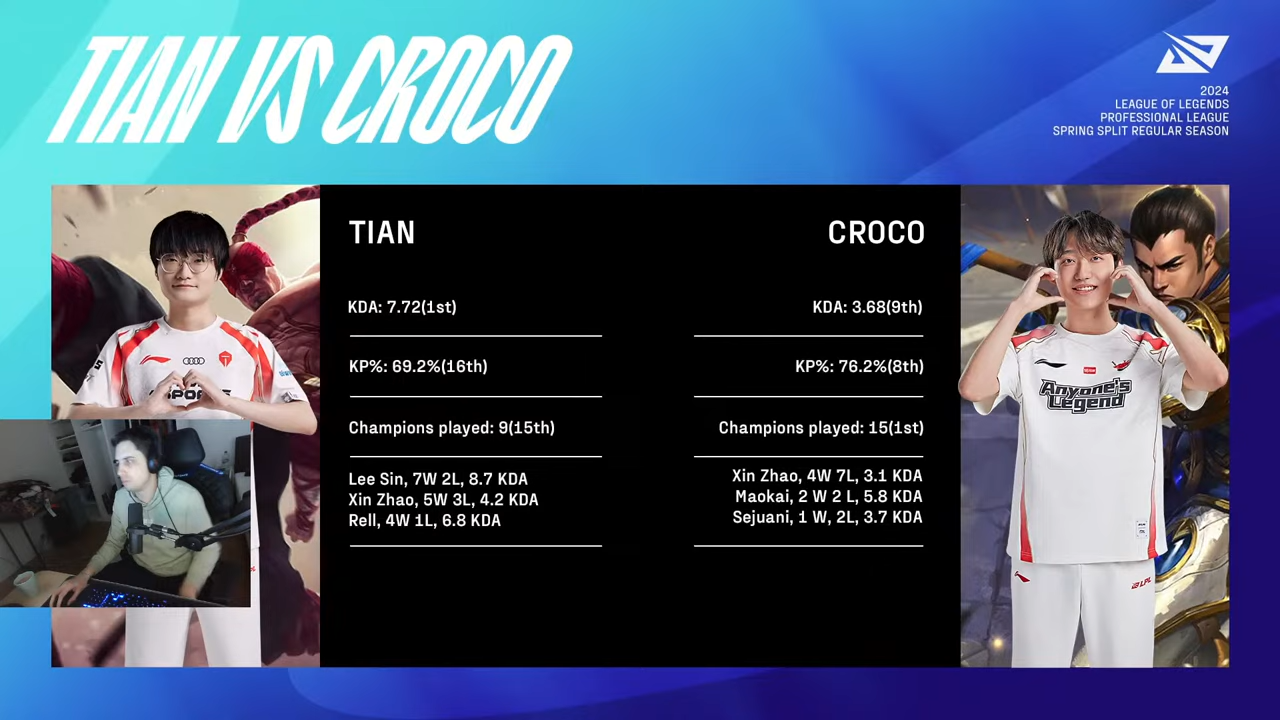 TIAN VS CROCO
2024
LEAGUE OF LEGENDS
PROFESSIONAL LEAGUE
SPRING SPLIT REGULAR SEASON
TIAN
KDA: 7.72(1st)
KP%: 69.2%(16th)
Champions played: 9(15th)
Lee Sin, 7W 2L, 8.7 KDA
Xin Zhao, 5W 3L, 4.2 KDA
Rell, 4W 1L, 6.8 KDA
CROCO
KDA: 3.68(9th)
KP%: 76.2%(8th)
Champions played: 15(1st)
Xin Zhao, 4W 7L, 3.1 KDA
Maokai, 2 W 2 L, 5.8 KDA
Sejuani, 1 W, 2L, 3.7 KDA
Anyone's
Legend
LPL